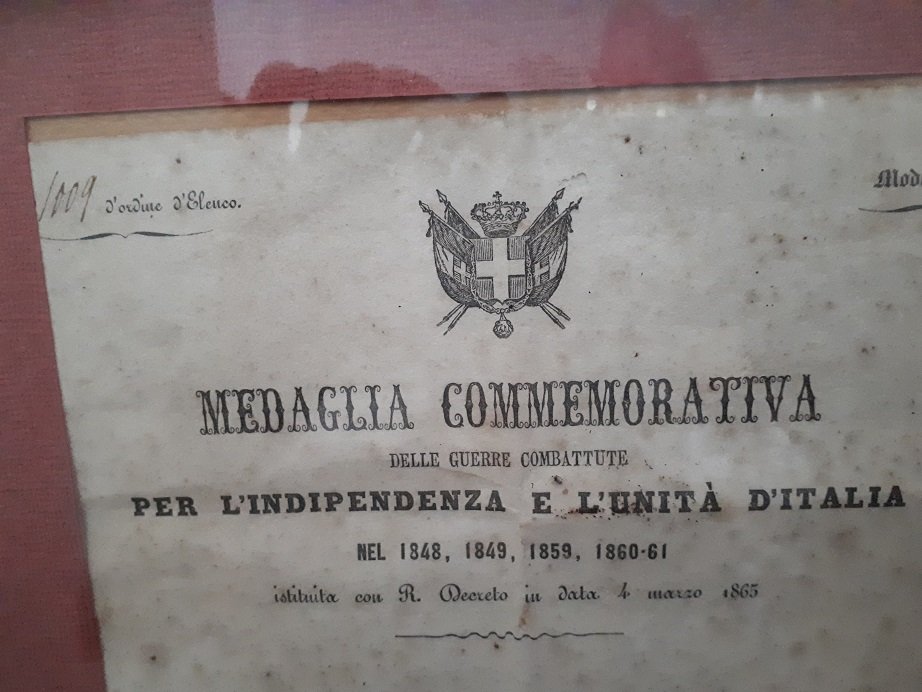 1009 d'ordine d'Elenco.
MEDAGLIA COMMEMORATIVA
DELLE GUERRE COMBATTUTE
PER L'INDIPENDENZA E L'UNITÀ D'ITALIA
NEL 1848, 1849, 1859, 1860-61
istituita con R. Decreto in data 4 marzo 1865